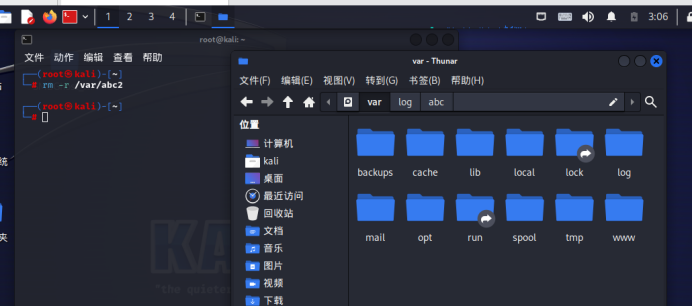 1 2 3 4
3:06
root@kali: ~
文件 动作 编辑 查看 帮助
┌──(root㉿kali)-[~]
└─# rm -r /var/abc2
┌──(root㉿kali)-[~]
└─#
var - Thunar
文件(F) 编辑(E) 视图(V) 转到(G) 书签(B) 帮助(H)
var log abc
位置
计算机
kali
桌面
最近访问
回收站
文档
音乐
图片
视频
下载
backups cache lib local lock log
mail opt run spool tmp www
统
夹
KA
"the quieter